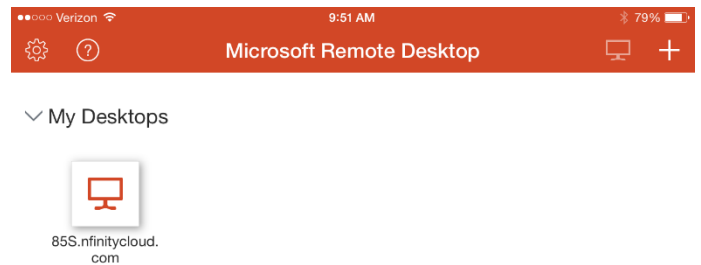 Verizon 9:51 AM 79%
? Microsoft Remote Desktop
My Desktops
85S.nfinitycloud.
com